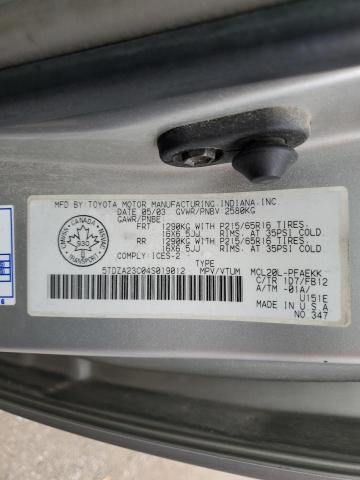 MFD BY TOYOTA MOTOR MANUFACTURING,INDIANA,INC.
DATE 05/03 GVWR/PNBV 2580KG
GAWR/PNBE
FRT 1290KG WITH P215/65R16 TIRES,
16X6.5JJ RIMS, AT 35PSI COLD.
RR 1290KG WITH P215/65R16 TIRES,
16X6.5JJ RIMS, AT 35PSI COLD.
COMPLY:ICES-2
TYPE
5TDZA23C04S019012 MPV/VTUM MCL20L-PFAEKK
C/TR 1D7/FB12
A/TM -01A/
U151E
MADE IN U S A
NO 347
CANADA
930